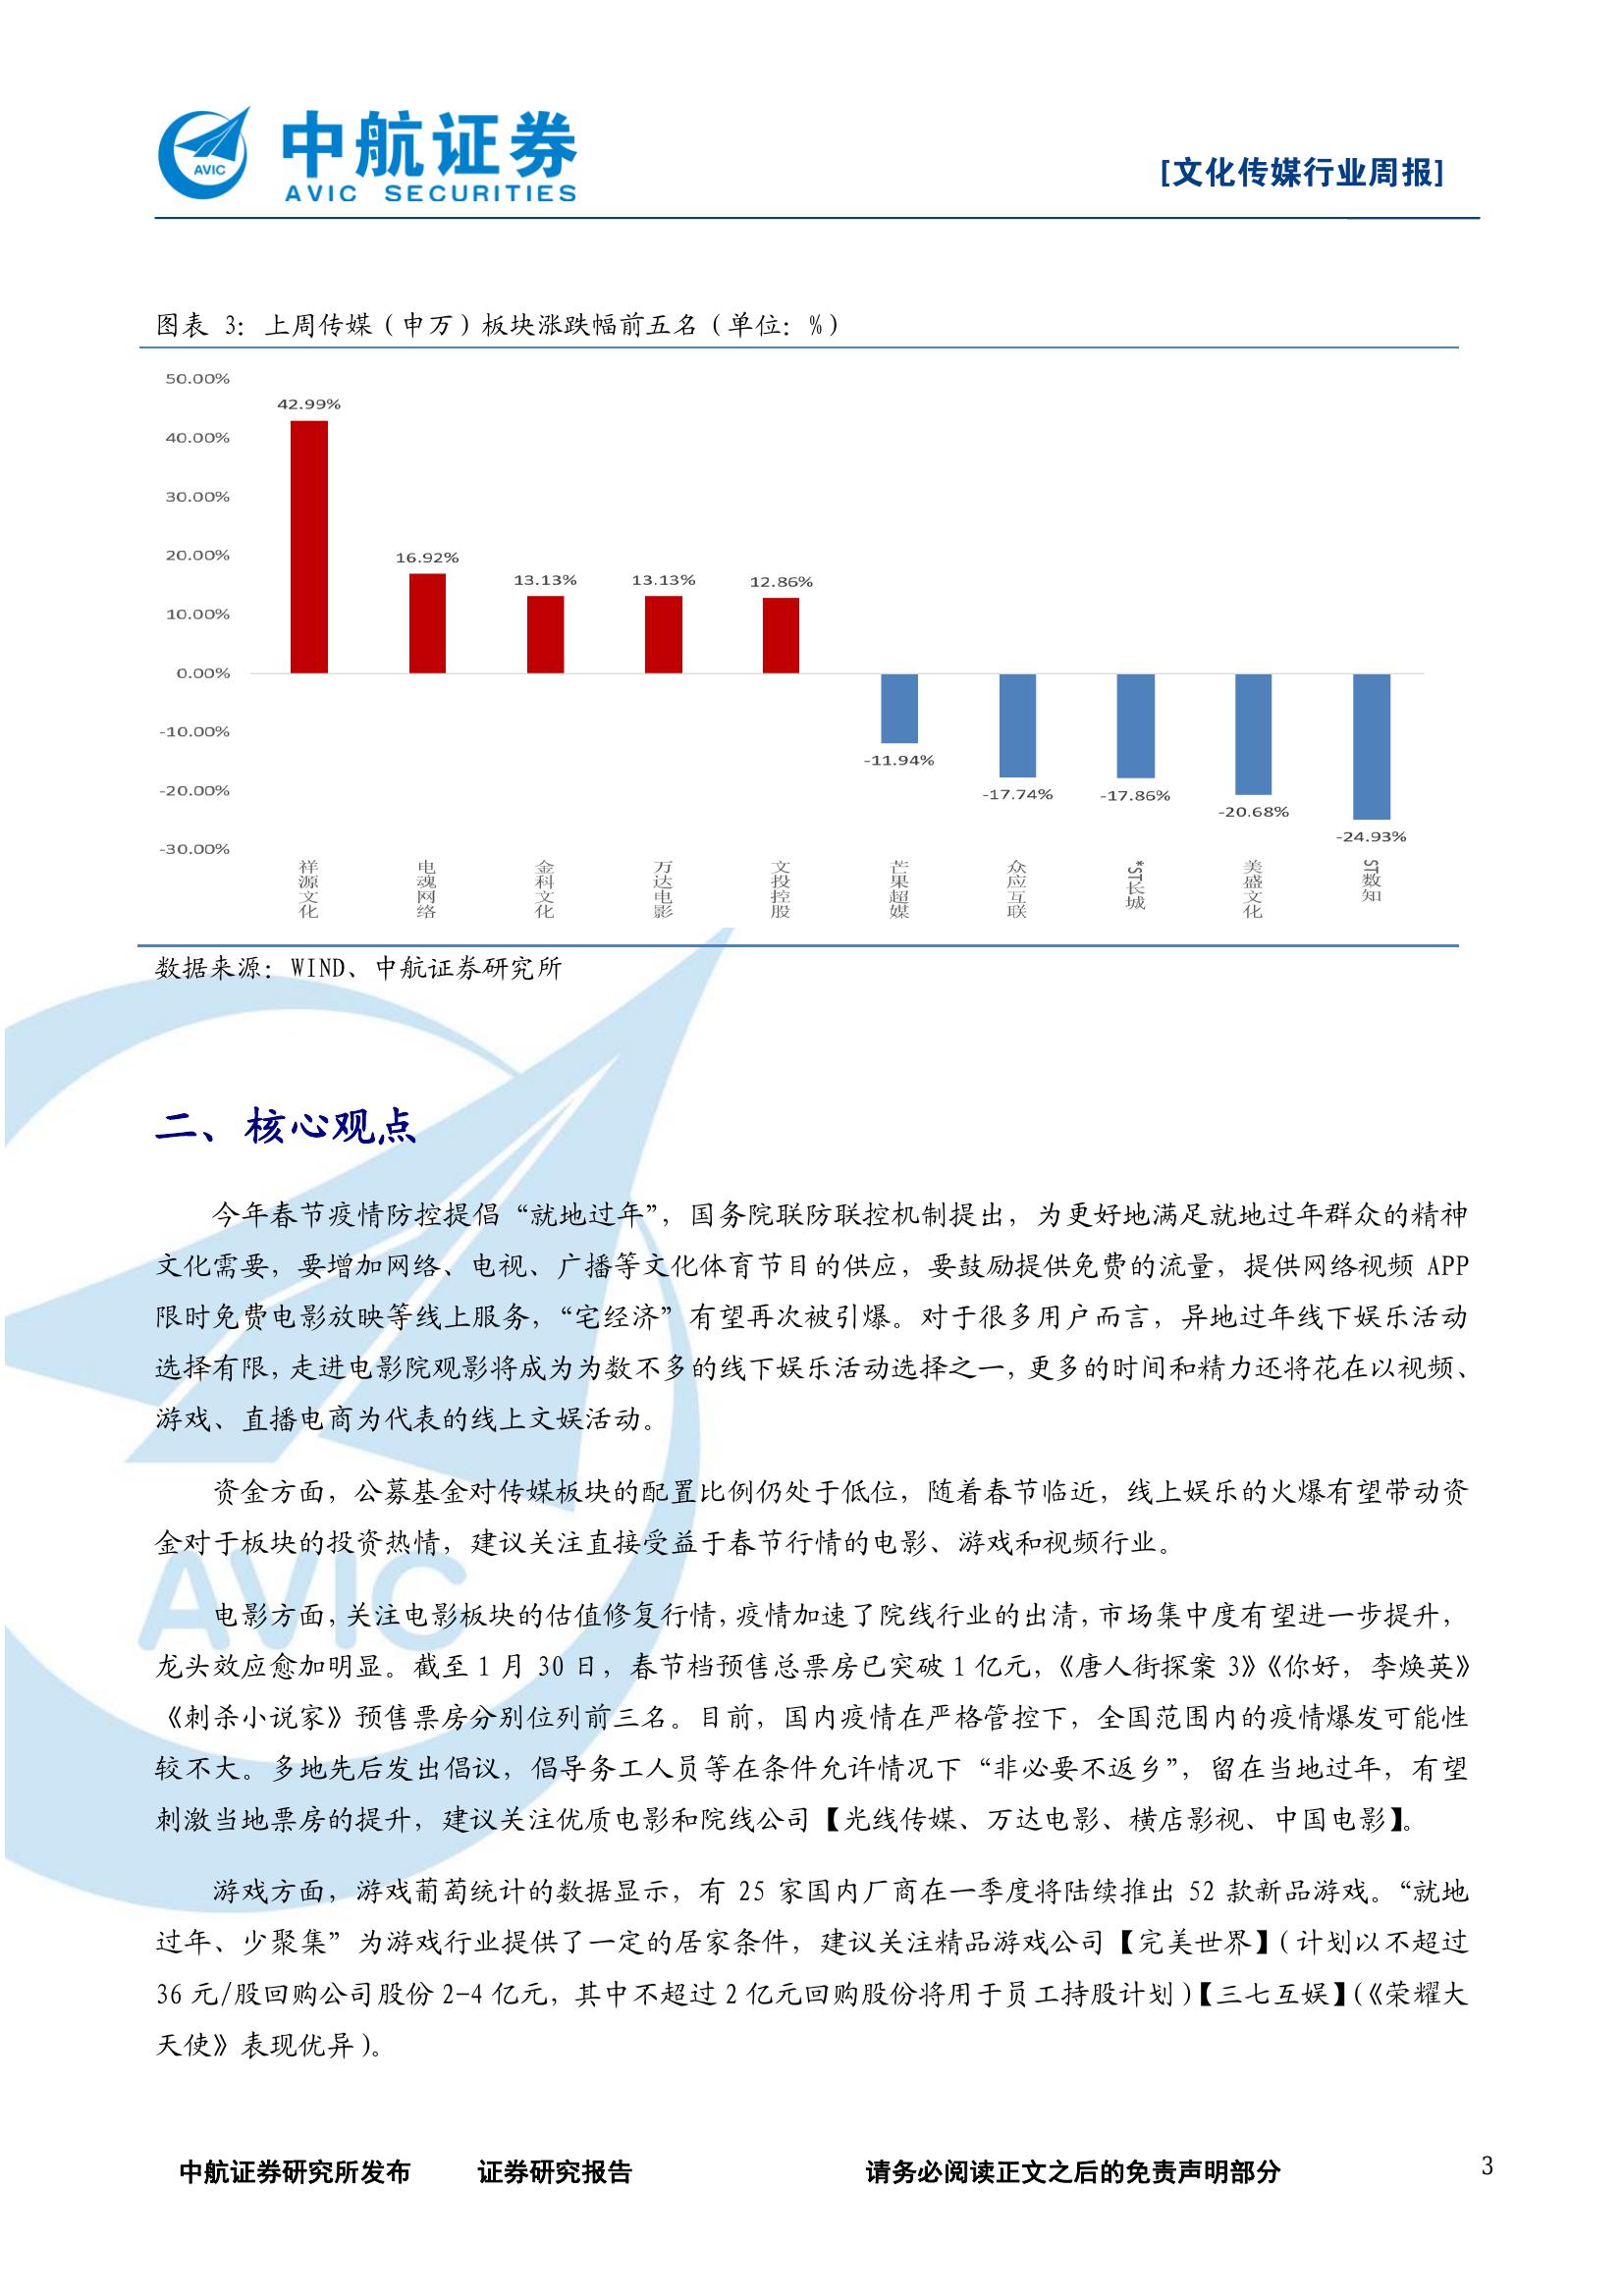 AVIC
中航证券
AVIC SECURITIES
[文化传媒行业周报]
图表 3：上周传媒（申万）板块涨跌幅前五名（单位：%）
50.00%
40.00%
30.00%
20.00%
10.00%
0.00%
-10.00%
-20.00%
-30.00%
42.99%
16.92%
13.13%
13.13%
12.86%
-11.94%
-17.74%
-17.86%
-20.68%
-24.93%
祥源文化
电魂网络
金科文化
万达电影
文投控股
芒果超媒
众应互联
*ST长城
美盛文化
ST数知
数据来源：WIND、中航证券研究所
二、核心观点
今年春节疫情防控提倡“就地过年”，国务院联防联控机制提出，为更好地满足就地过年群众的精神
文化需要，要增加网络、电视、广播等文化体育节目的供应，要鼓励提供免费的流量，提供网络视频 APP
限时免费电影放映等线上服务，“宅经济”有望再次被引爆。对于很多用户而言，异地过年线下娱乐活动
选择有限，走进电影院观影将成为为数不多的线下娱乐活动选择之一，更多的时间和精力还将花在以视频、
游戏、直播电商为代表的线上文娱活动。
资金方面，公募基金对传媒板块的配置比例仍处于低位，随着春节临近，线上娱乐的火爆有望带动资
金对于板块的投资热情，建议关注直接受益于春节行情的电影、游戏和视频行业。
电影方面，关注电影板块的估值修复行情，疫情加速了院线行业的出清，市场集中度有望进一步提升，
龙头效应愈加明显。截至 1 月 30 日，春节档预售总票房已突破 1 亿元，《唐人街探案 3》《你好，李焕英》
《刺杀小说家》预售票房分别位列前三名。目前，国内疫情在严格管控下，全国范围内的疫情爆发可能性
较不大。多地先后发出倡议，倡导务工人员等在条件允许情况下“非必要不返乡”，留在当地过年，有望
刺激当地票房的提升，建议关注优质电影和院线公司【光线传媒、万达电影、横店影视、中国电影】。
游戏方面，游戏葡萄统计的数据显示，有 25 家国内厂商在一季度将陆续推出 52 款新品游戏。“就地
过年、少聚集”为游戏行业提供了一定的居家条件，建议关注精品游戏公司【完美世界】（计划以不超过
36 元/股回购公司股份 2-4 亿元，其中不超过 2 亿元回购股份将用于员工持股计划）【三七互娱】（《荣耀大
天使》表现优异）。
AVIC
中航证券研究所发布 证券研究报告 请务必阅读正文之后的免责声明部分 3